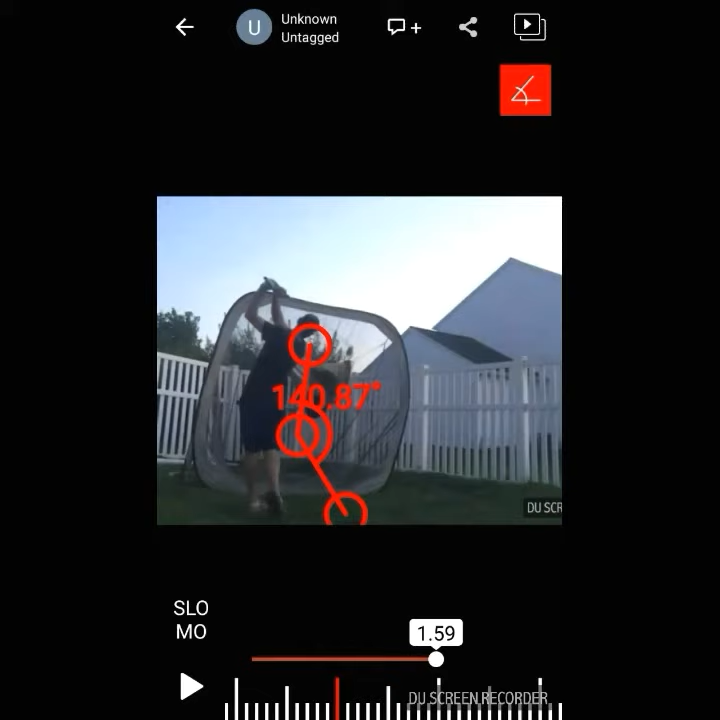 U
Unknown
Untagged
140.87°
DU SCR
SLO
MO
1.59
DU SCREEN RECORDER